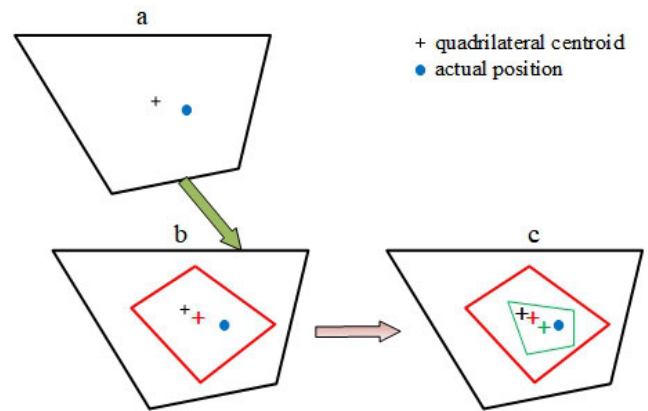 a
+ quadrilateral centroid
actual position
b
c